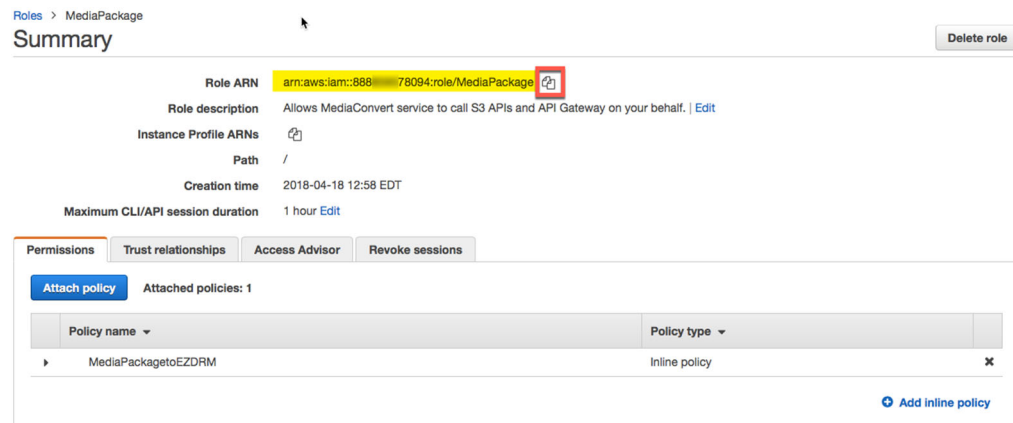 Roles > MediaPackage
Summary
Delete role
Role ARN arn:aws:iam::888 78094:role/MediaPackage
Role description Allows MediaConvert service to call S3 APIs and API Gateway on your behalf. | Edit
Instance Profile ARNs
Path /
Creation time 2018-04-18 12:58 EDT
Maximum CLI/API session duration 1 hour Edit
Permissions Trust relationships Access Advisor Revoke sessions
Attach policy Attached policies: 1
Policy name Policy type
MediaPackagetoEZDRM Inline policy
Add inline policy